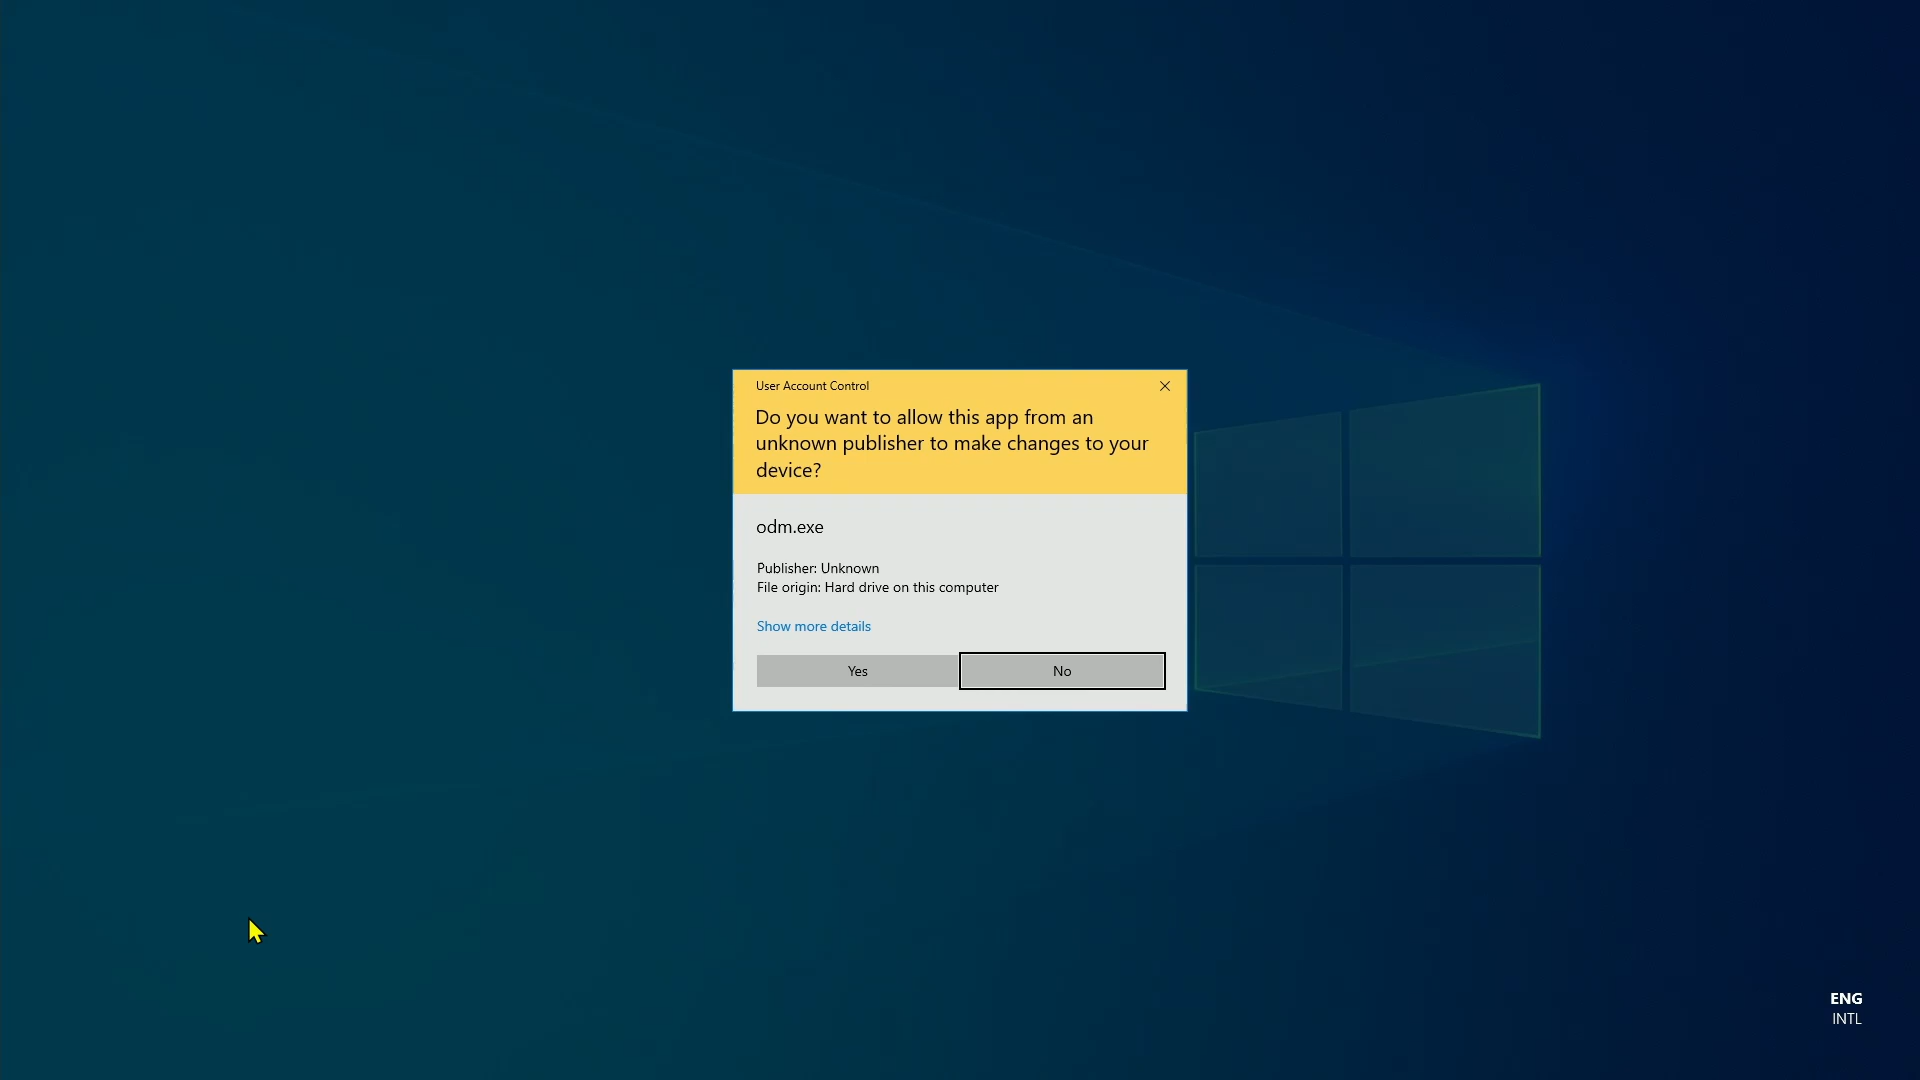 User Account Control
Do you want to allow this app from an
unknown publisher to make changes to your
device?
odm.exe
Publisher: Unknown
File origin: Hard drive on this computer
Show more details
Yes
No
ENG
INTL